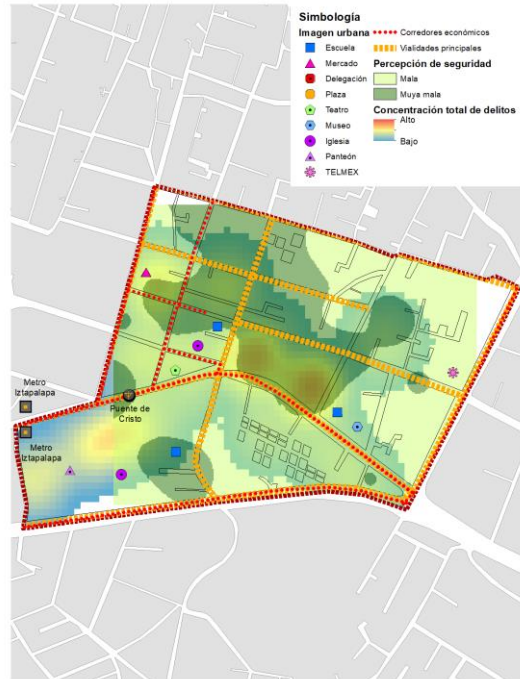 Simbología
Imagen urbana
Escuela
Mercado
Delegación
Plaza
Teatro
Museo
Iglesia
Panteón
TELMEX
Corredores económicos
Vialidades principales
Percepción de seguridad
Mala
Muya mala
Concentración total de delitos
Alto
Bajo
Metro
Iztapalapa
Puente de
Cristo
Metro
Iztapalapa